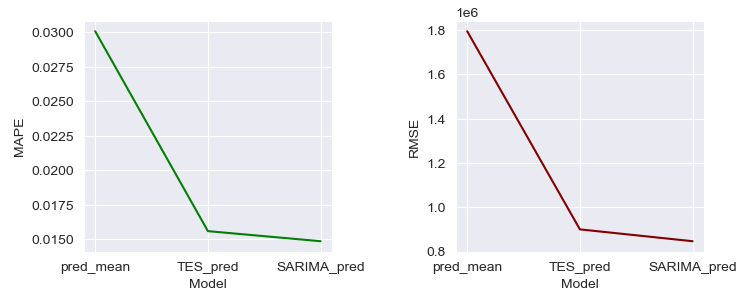 0.0300
0.0275
0.0250
0.0225
0.0200
0.0175
0.0150
MAPE
pred_mean TES_pred SARIMA_pred
Model
1e6
1.8
1.6
1.4
1.2
1.0
0.8
RMSE
pred_mean TES_pred SARIMA_pred
Model